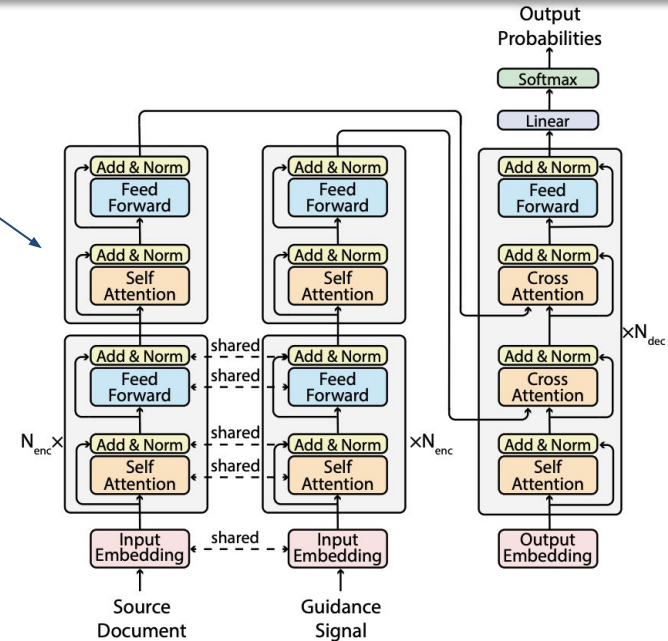 Output
Probabilities
Softmax
Linear
Add & Norm
Feed
Forward
Add & Norm
Self
Attention
Add & Norm
Feed
Forward
Add & Norm
Self
Attention
Add & Norm
Feed
Forward
Add & Norm
Cross
Attention
Add & Norm
Cross
Attention
Add & Norm
Self
Attention
×Ndec
Nenc×
Add & Norm
Feed
Forward
Add & Norm
Self
Attention
shared
shared
shared
shared
Add & Norm
Feed
Forward
Add & Norm
Self
Attention
×Nenc
Input
Embedding
shared
Input
Embedding
Output
Embedding
Source
Document
Guidance
Signal